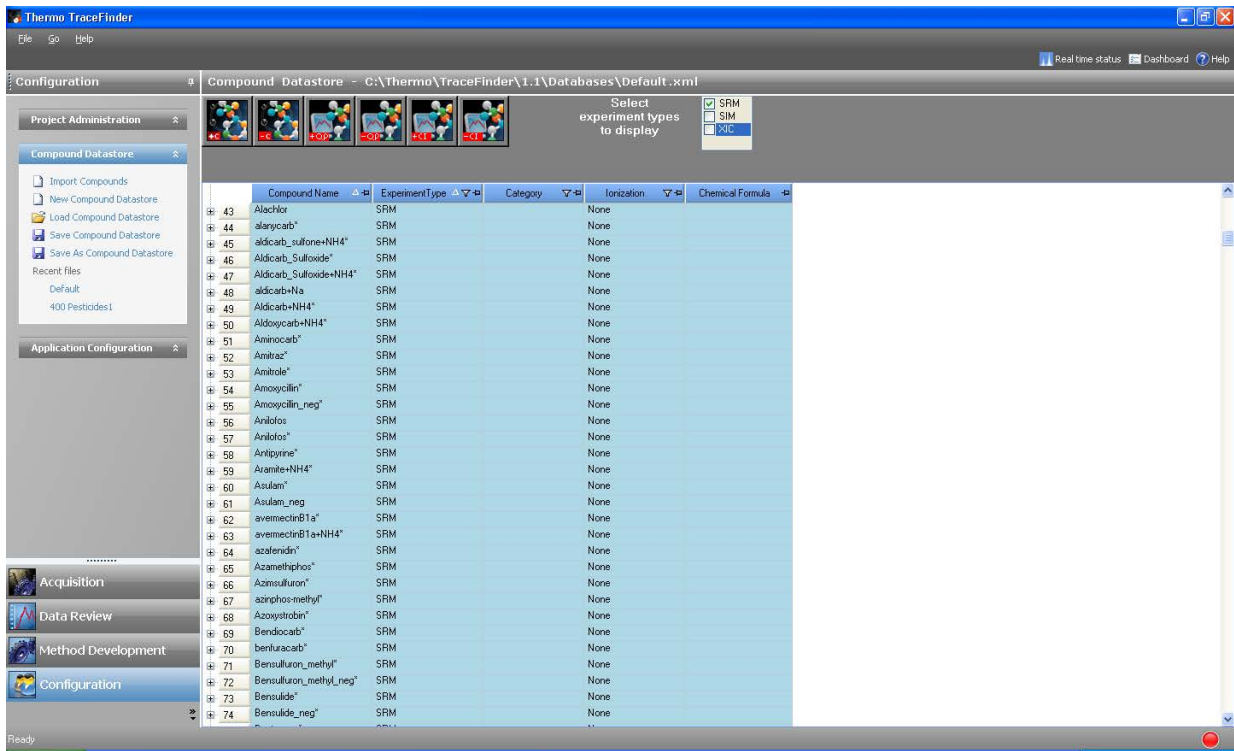 Thermo TraceFinder
File Go Help
Real time status Dashboard Help
Configuration
Compound Datastore - C:\Thermo\TraceFinder\1.1\Databases\Default.xml
Project Administration
Compound Datastore
Import Compounds
New Compound Datastore
Load Compound Datastore
Save Compound Datastore
Save As Compound Datastore
Recent files
Default
400 Pesticides1
Application Configuration
Acquisition
Data Review
Method Development
Configuration
+C -C +QP -QP +CI -CI
Select
experiment types
to display
SRM
SIM
XIC
Compound Name ExperimentType Category Ionization Chemical Formula
43 Alachlor SRM None
44 alanycarb* SRM None
45 aldicarb_sulfone+NH4* SRM None
46 Aldicarb_Sulfoxide* SRM None
47 Aldicarb_Sulfoxide+NH4* SRM None
48 aldicarb+Na SRM None
49 Aldicarb+NH4* SRM None
50 Aldoxycarb+NH4* SRM None
51 Aminocarb* SRM None
52 Amitraz* SRM None
53 Amitrole* SRM None
54 Amoxycillin* SRM None
55 Amoxycillin_neg* SRM None
56 Anilofos SRM None
57 Anilofos* SRM None
58 Antipyrine* SRM None
59 Aramite+NH4* SRM None
60 Asulam* SRM None
61 Asulam_neg SRM None
62 avermectinB1a* SRM None
63 avermectinB1a+NH4* SRM None
64 azafenidin* SRM None
65 Azamethiphos* SRM None
66 Azimsulfuron* SRM None
67 azinphos-methyl* SRM None
68 Azoxystrobin* SRM None
69 Bendiocarb* SRM None
70 benfuracarb* SRM None
71 Bensulfuron_methyl* SRM None
72 Bensulfuron_methyl_neg* SRM None
73 Bensulide* SRM None
74 Bensulide_neg* SRM None
Ready